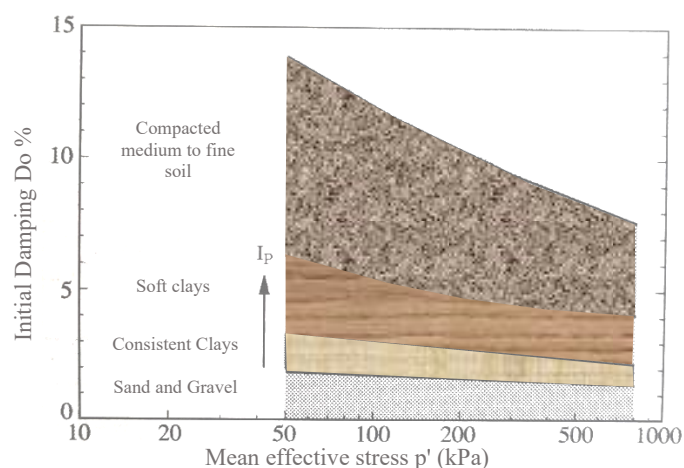 15
Initial Damping Do %
Compacted
medium to fine
soil
10
IP
Soft clays
5
Consistent Clays
Sand and Gravel
0
10 20 50 100 200 500 1000
Mean effective stress p' (kPa)